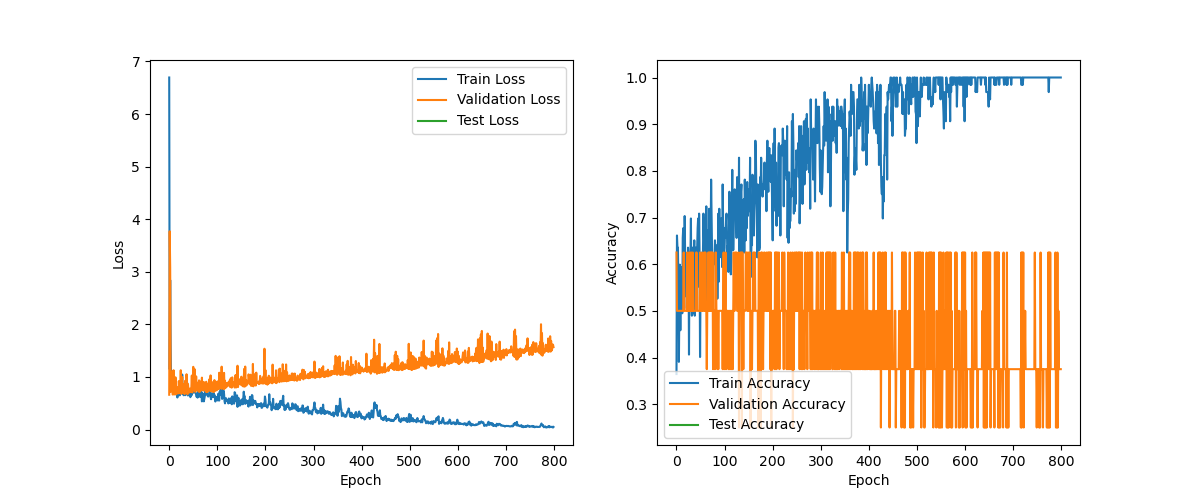 7
6
5
4
3
2
1
0
Loss
0 100 200 300 400 500 600 700 800
Epoch
Train Loss
Validation Loss
Test Loss
1.0
0.9
0.8
0.7
0.6
0.5
0.4
0.3
Accuracy
0 100 200 300 400 500 600 700 800
Epoch
Train Accuracy
Validation Accuracy
Test Accuracy